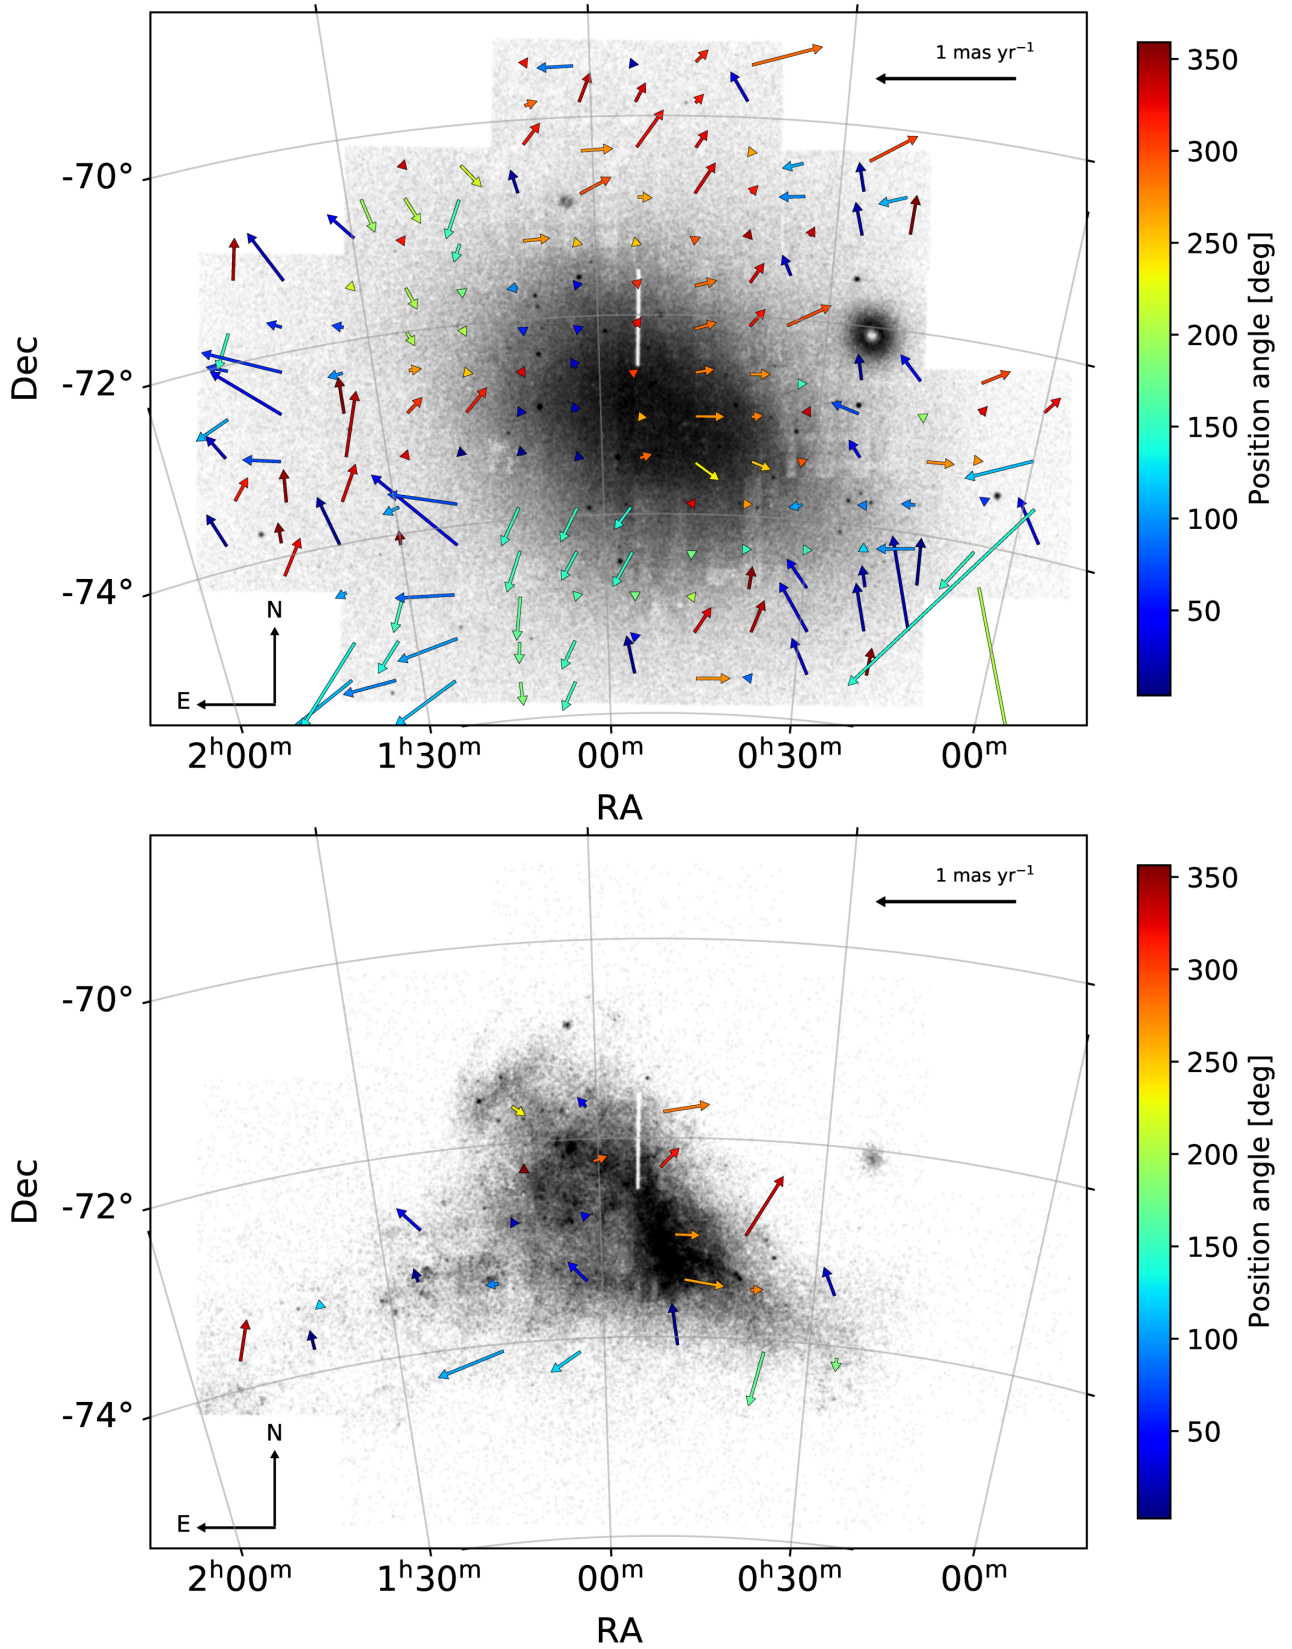 1 mas yr⁻¹
-70°
-72°
-74°
Dec
N
E
2ʰ00ᵐ 1ʰ30ᵐ 00ᵐ 0ʰ30ᵐ 00ᵐ
RA
350
300
250
200
150
100
50
Position angle [deg]
1 mas yr⁻¹
-70°
-72°
-74°
Dec
N
E
2ʰ00ᵐ 1ʰ30ᵐ 00ᵐ 0ʰ30ᵐ 00ᵐ
RA
350
300
250
200
150
100
50
Position angle [deg]